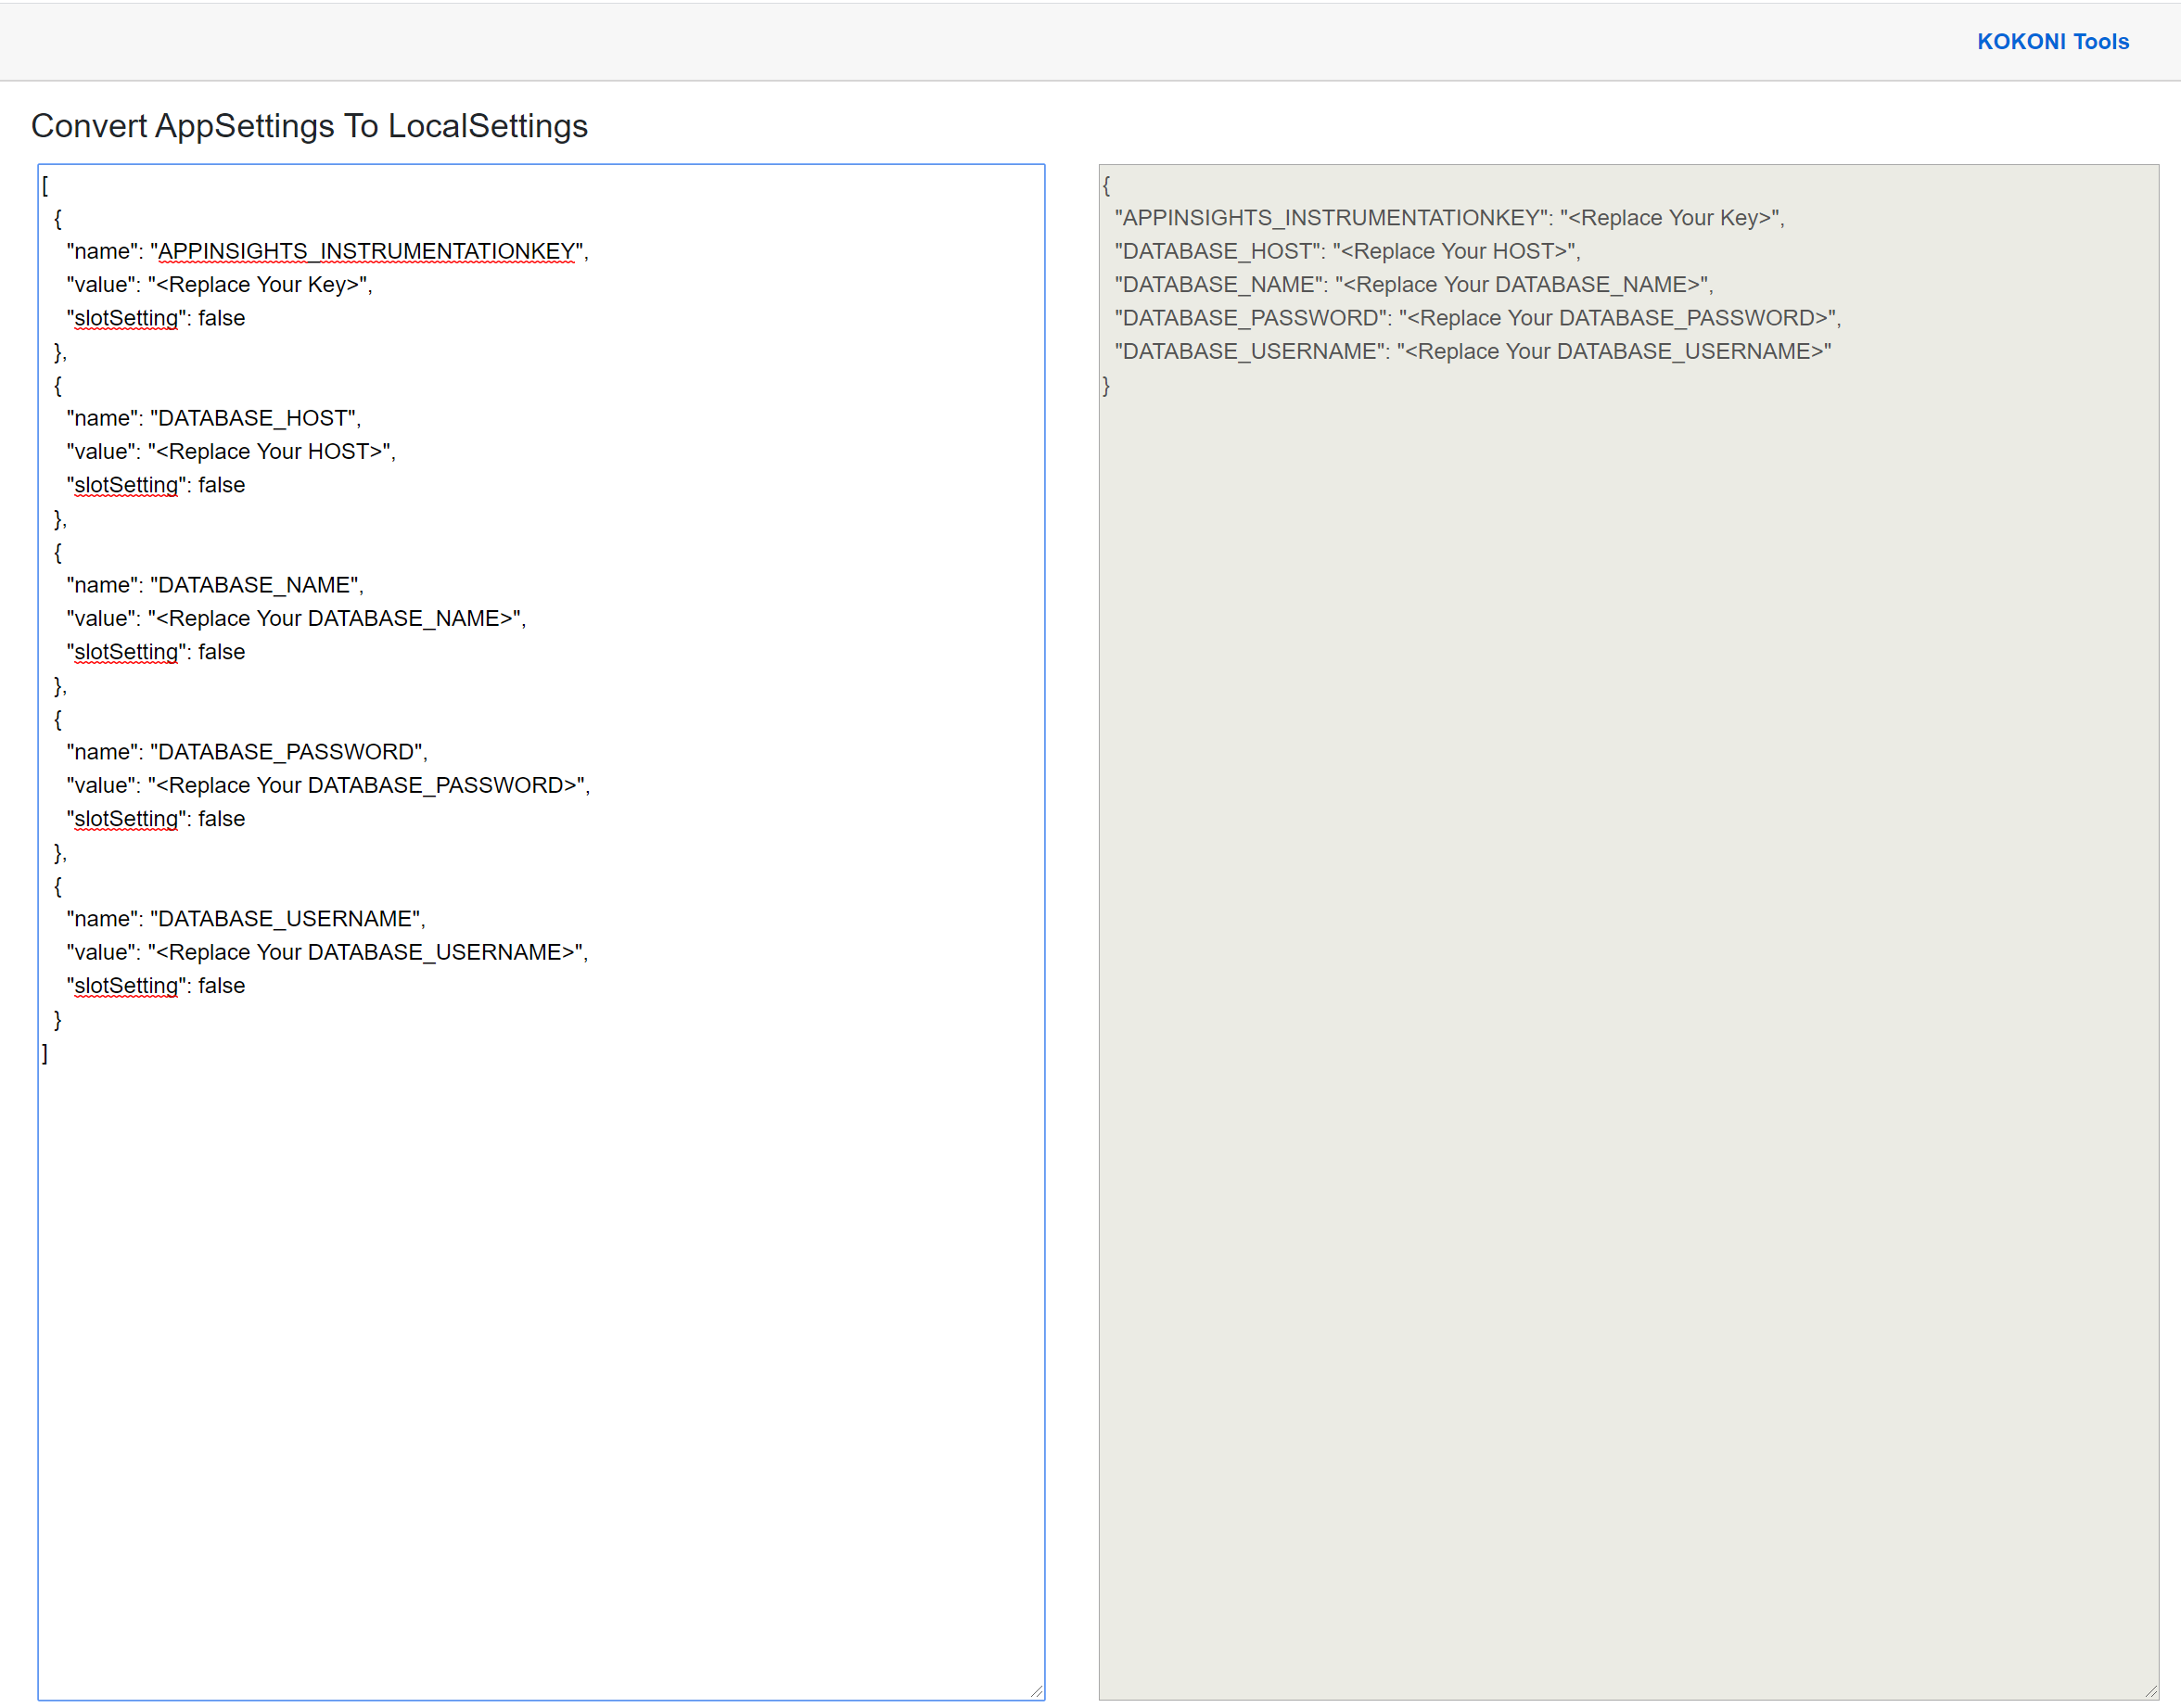 KOKONI Tools
Convert AppSettings To LocalSettings
[
  {
    "name": "APPINSIGHTS_INSTRUMENTATIONKEY",
    "value": "<Replace Your Key>",
    "slotSetting": false
  },
  {
    "name": "DATABASE_HOST",
    "value": "<Replace Your HOST>",
    "slotSetting": false
  },
  {
    "name": "DATABASE_NAME",
    "value": "<Replace Your DATABASE_NAME>",
    "slotSetting": false
  },
  {
    "name": "DATABASE_PASSWORD",
    "value": "<Replace Your DATABASE_PASSWORD>",
    "slotSetting": false
  },
  {
    "name": "DATABASE_USERNAME",
    "value": "<Replace Your DATABASE_USERNAME>",
    "slotSetting": false
  }
]
{
  "APPINSIGHTS_INSTRUMENTATIONKEY": "<Replace Your Key>",
  "DATABASE_HOST": "<Replace Your HOST>",
  "DATABASE_NAME": "<Replace Your DATABASE_NAME>",
  "DATABASE_PASSWORD": "<Replace Your DATABASE_PASSWORD>",
  "DATABASE_USERNAME": "<Replace Your DATABASE_USERNAME>"
}